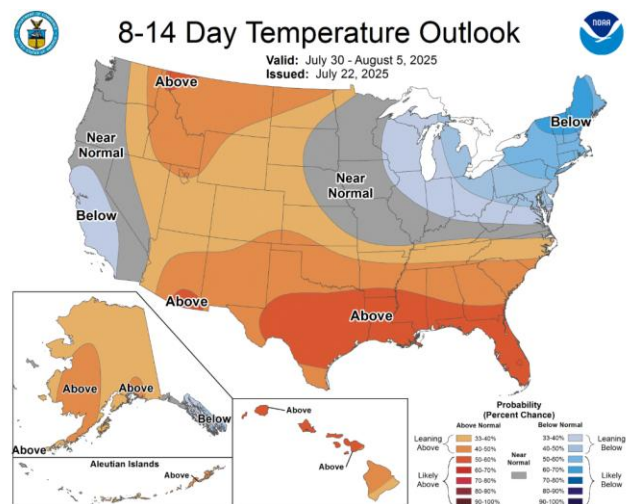 NOAA
8-14 Day Temperature Outlook
Valid: July 30 - August 5, 2025
Issued: July 22, 2025
Above
Near
Normal
Below
Near
Normal
Below
Above
Above
Above
Above
Below
Above
Aleutian Islands
Above
Above
Above
Probability
(Percent Chance)
Above Normal
Below Normal
Leaning
Above
Likely
Above
33-40%
40-50%
50-60%
60-70%
70-80%
80-90%
90-100%
Near
Normal
33-40%
40-50%
50-60%
60-70%
70-80%
80-90%
90-100%
Leaning
Below
Likely
Below